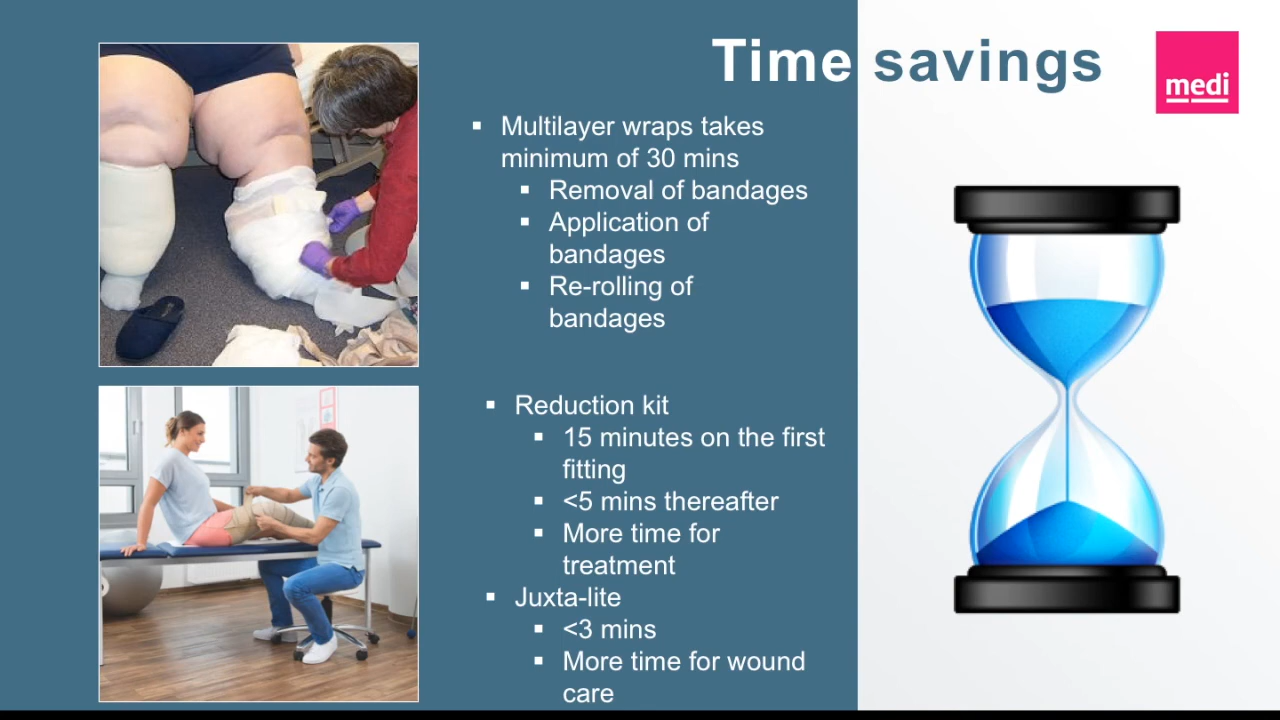 Time savings
medi
▪ Multilayer wraps takes
minimum of 30 mins
▪ Removal of bandages
▪ Application of
bandages
▪ Re-rolling of
bandages
▪ Reduction kit
▪ 15 minutes on the first
fitting
▪ <5 mins thereafter
▪ More time for
treatment
▪ Juxta-lite
▪ <3 mins
▪ More time for wound
care